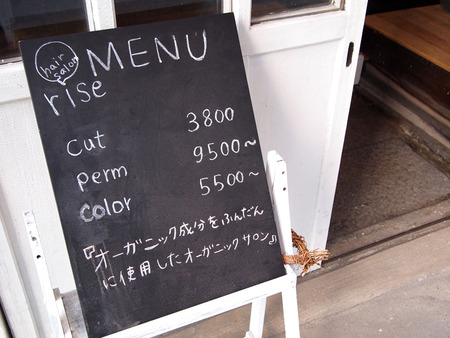 hair salon
rise
MENU
cut 3800
perm 9500〜
color 5500〜
『オーガニック成分をふんだん
に使用したオーガニックサロン』